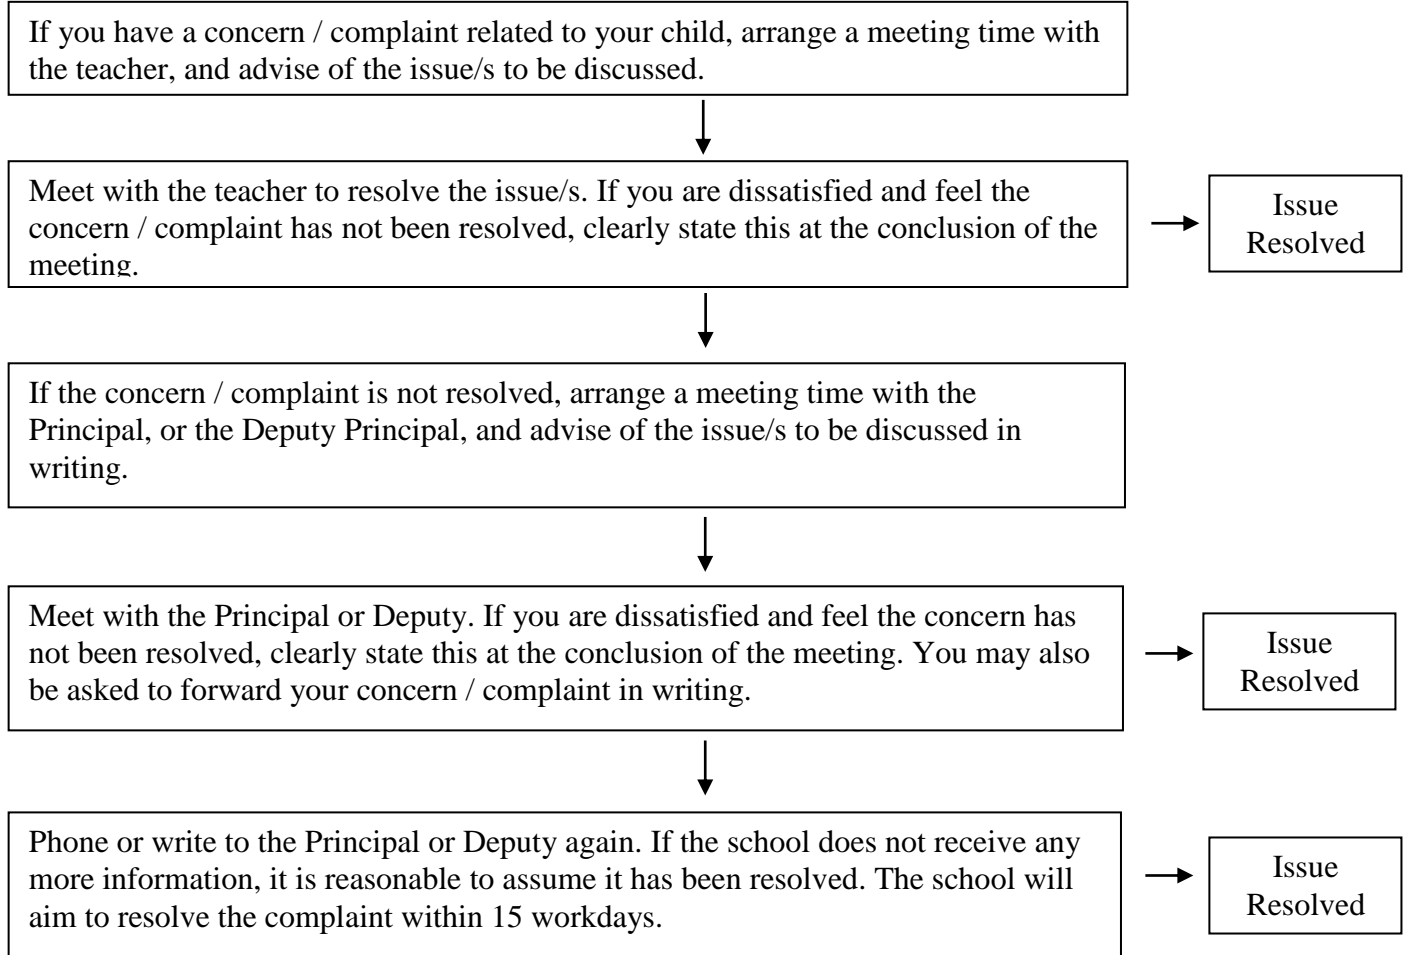 If you have a concern / complaint related to your child, arrange a meeting time with
the teacher, and advise of the issue/s to be discussed.
Meet with the teacher to resolve the issue/s. If you are dissatisfied and feel the
concern / complaint has not been resolved, clearly state this at the conclusion of the
meeting.
Issue
Resolved
If the concern / complaint is not resolved, arrange a meeting time with the
Principal, or the Deputy Principal, and advise of the issue/s to be discussed in
writing.
Meet with the Principal or Deputy. If you are dissatisfied and feel the concern has
not been resolved, clearly state this at the conclusion of the meeting. You may also
be asked to forward your concern / complaint in writing.
Issue
Resolved
Phone or write to the Principal or Deputy again. If the school does not receive any
more information, it is reasonable to assume it has been resolved. The school will
aim to resolve the complaint within 15 workdays.
Issue
Resolved